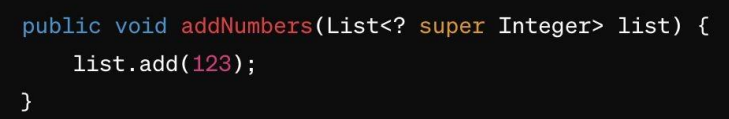 public void addNumbers(List<? super Integer> list) {
    list.add(123);
}